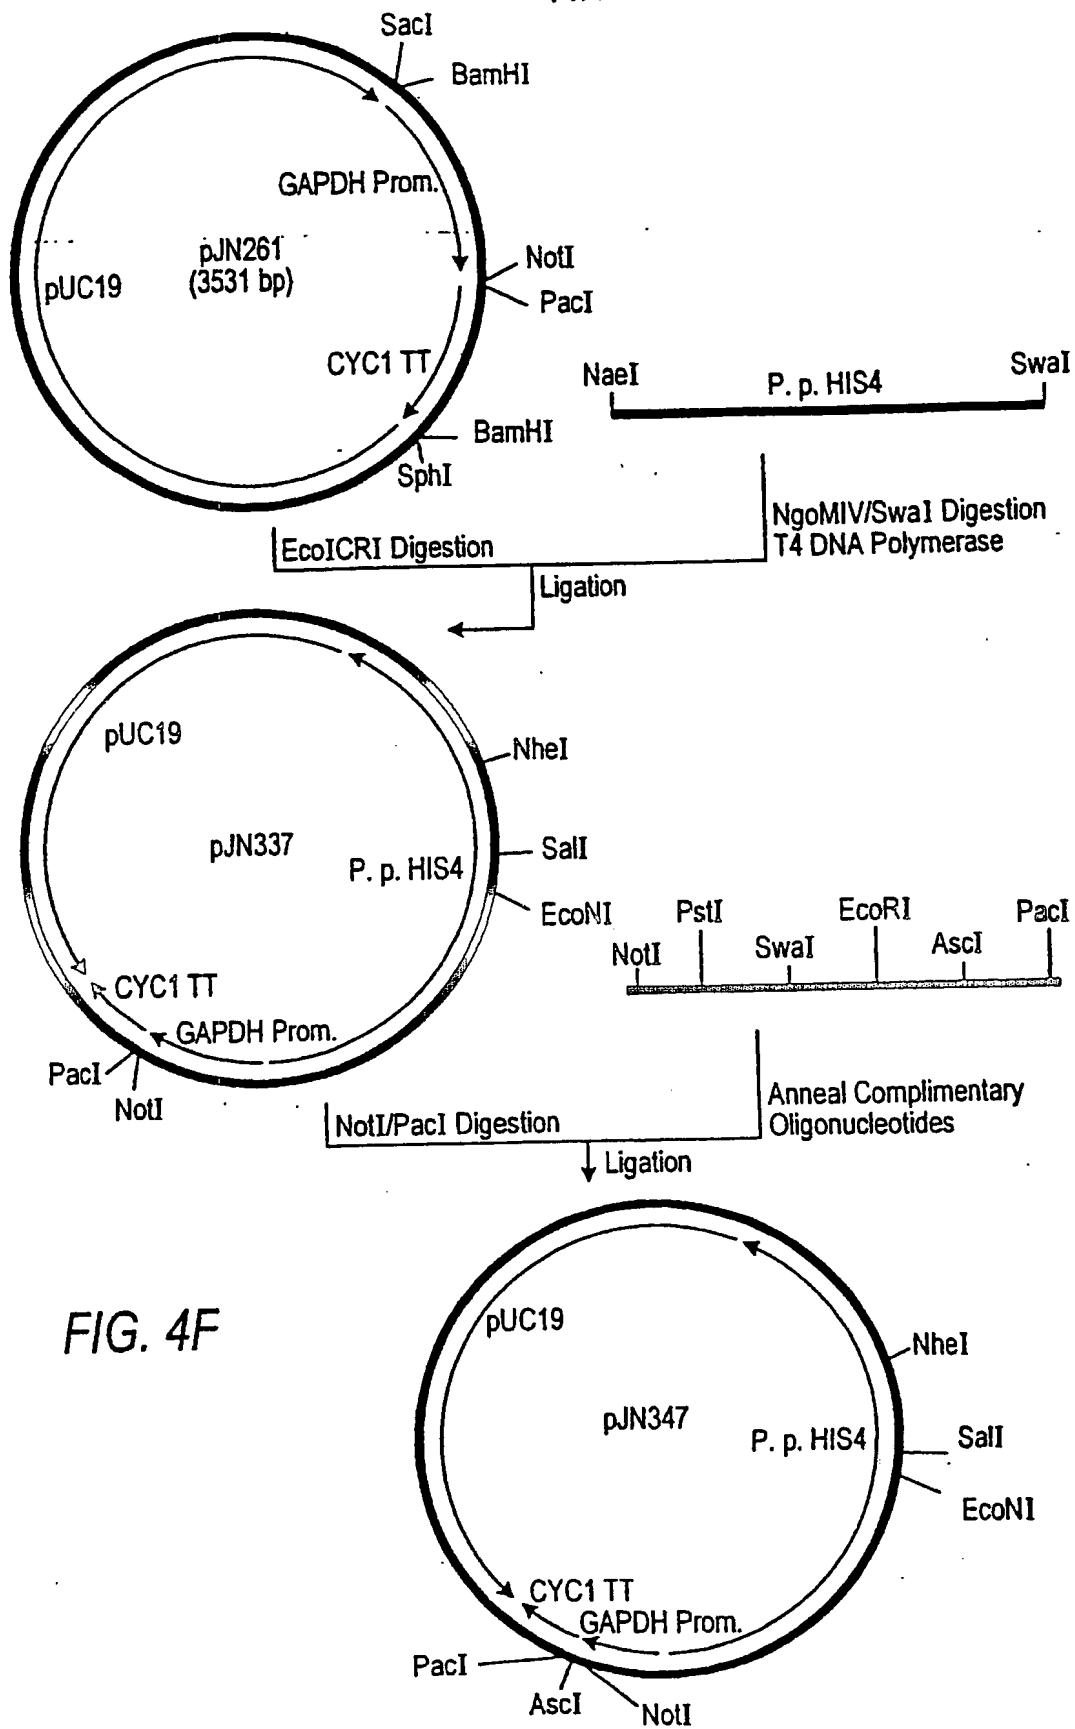 SacI
BamHI
GAPDH Prom.
pJN261
(3531 bp)
pUC19
NotI
PacI
CYC1 TT
BamHI
SphI
NaeI
P. p. HIS4
SwaI
EcoICRI Digestion
NgoMIV/SwaI Digestion
T4 DNA Polymerase
Ligation
pUC19
NheI
pJN337
P. p. HIS4
SalI
EcoNI
CYC1 TT
GAPDH Prom.
PacI
NotI
NotI
PstI
SwaI
EcoRI
AscI
PacI
NotI/PacI Digestion
Anneal Complimentary
Oligonucleotides
Ligation
FIG. 4F
pUC19
NheI
pJN347
P. p. HIS4
SalI
EcoNI
CYC1 TT
GAPDH Prom.
PacI
AscI
NotI